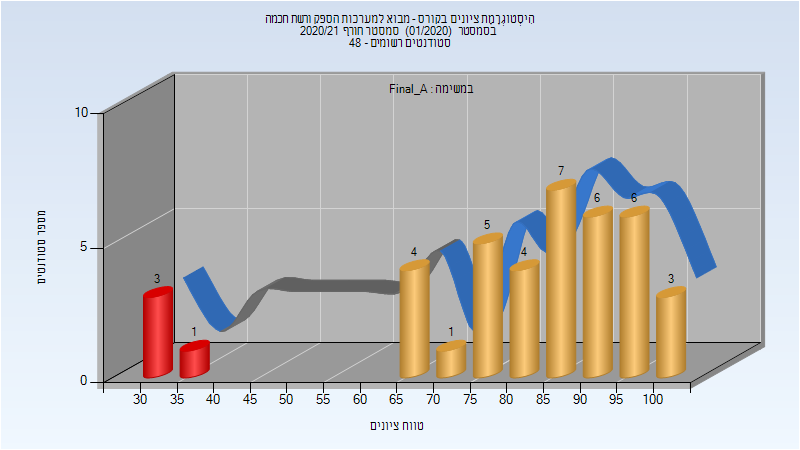 היסטוגרמת ציונים בקורס - מבוא למערכות הספק ורשת חכמה
בסמסטר (01/2020) סמסטר חורף 2020/21
סטודנטים רשומים - 48
במשימה : Final_A
מספר סטודנטים
10
5
0
3
1
4
1
5
4
7
6
6
3
30 35 40 45 50 55 60 65 70 75 80 85 90 95 100
טווח ציונים